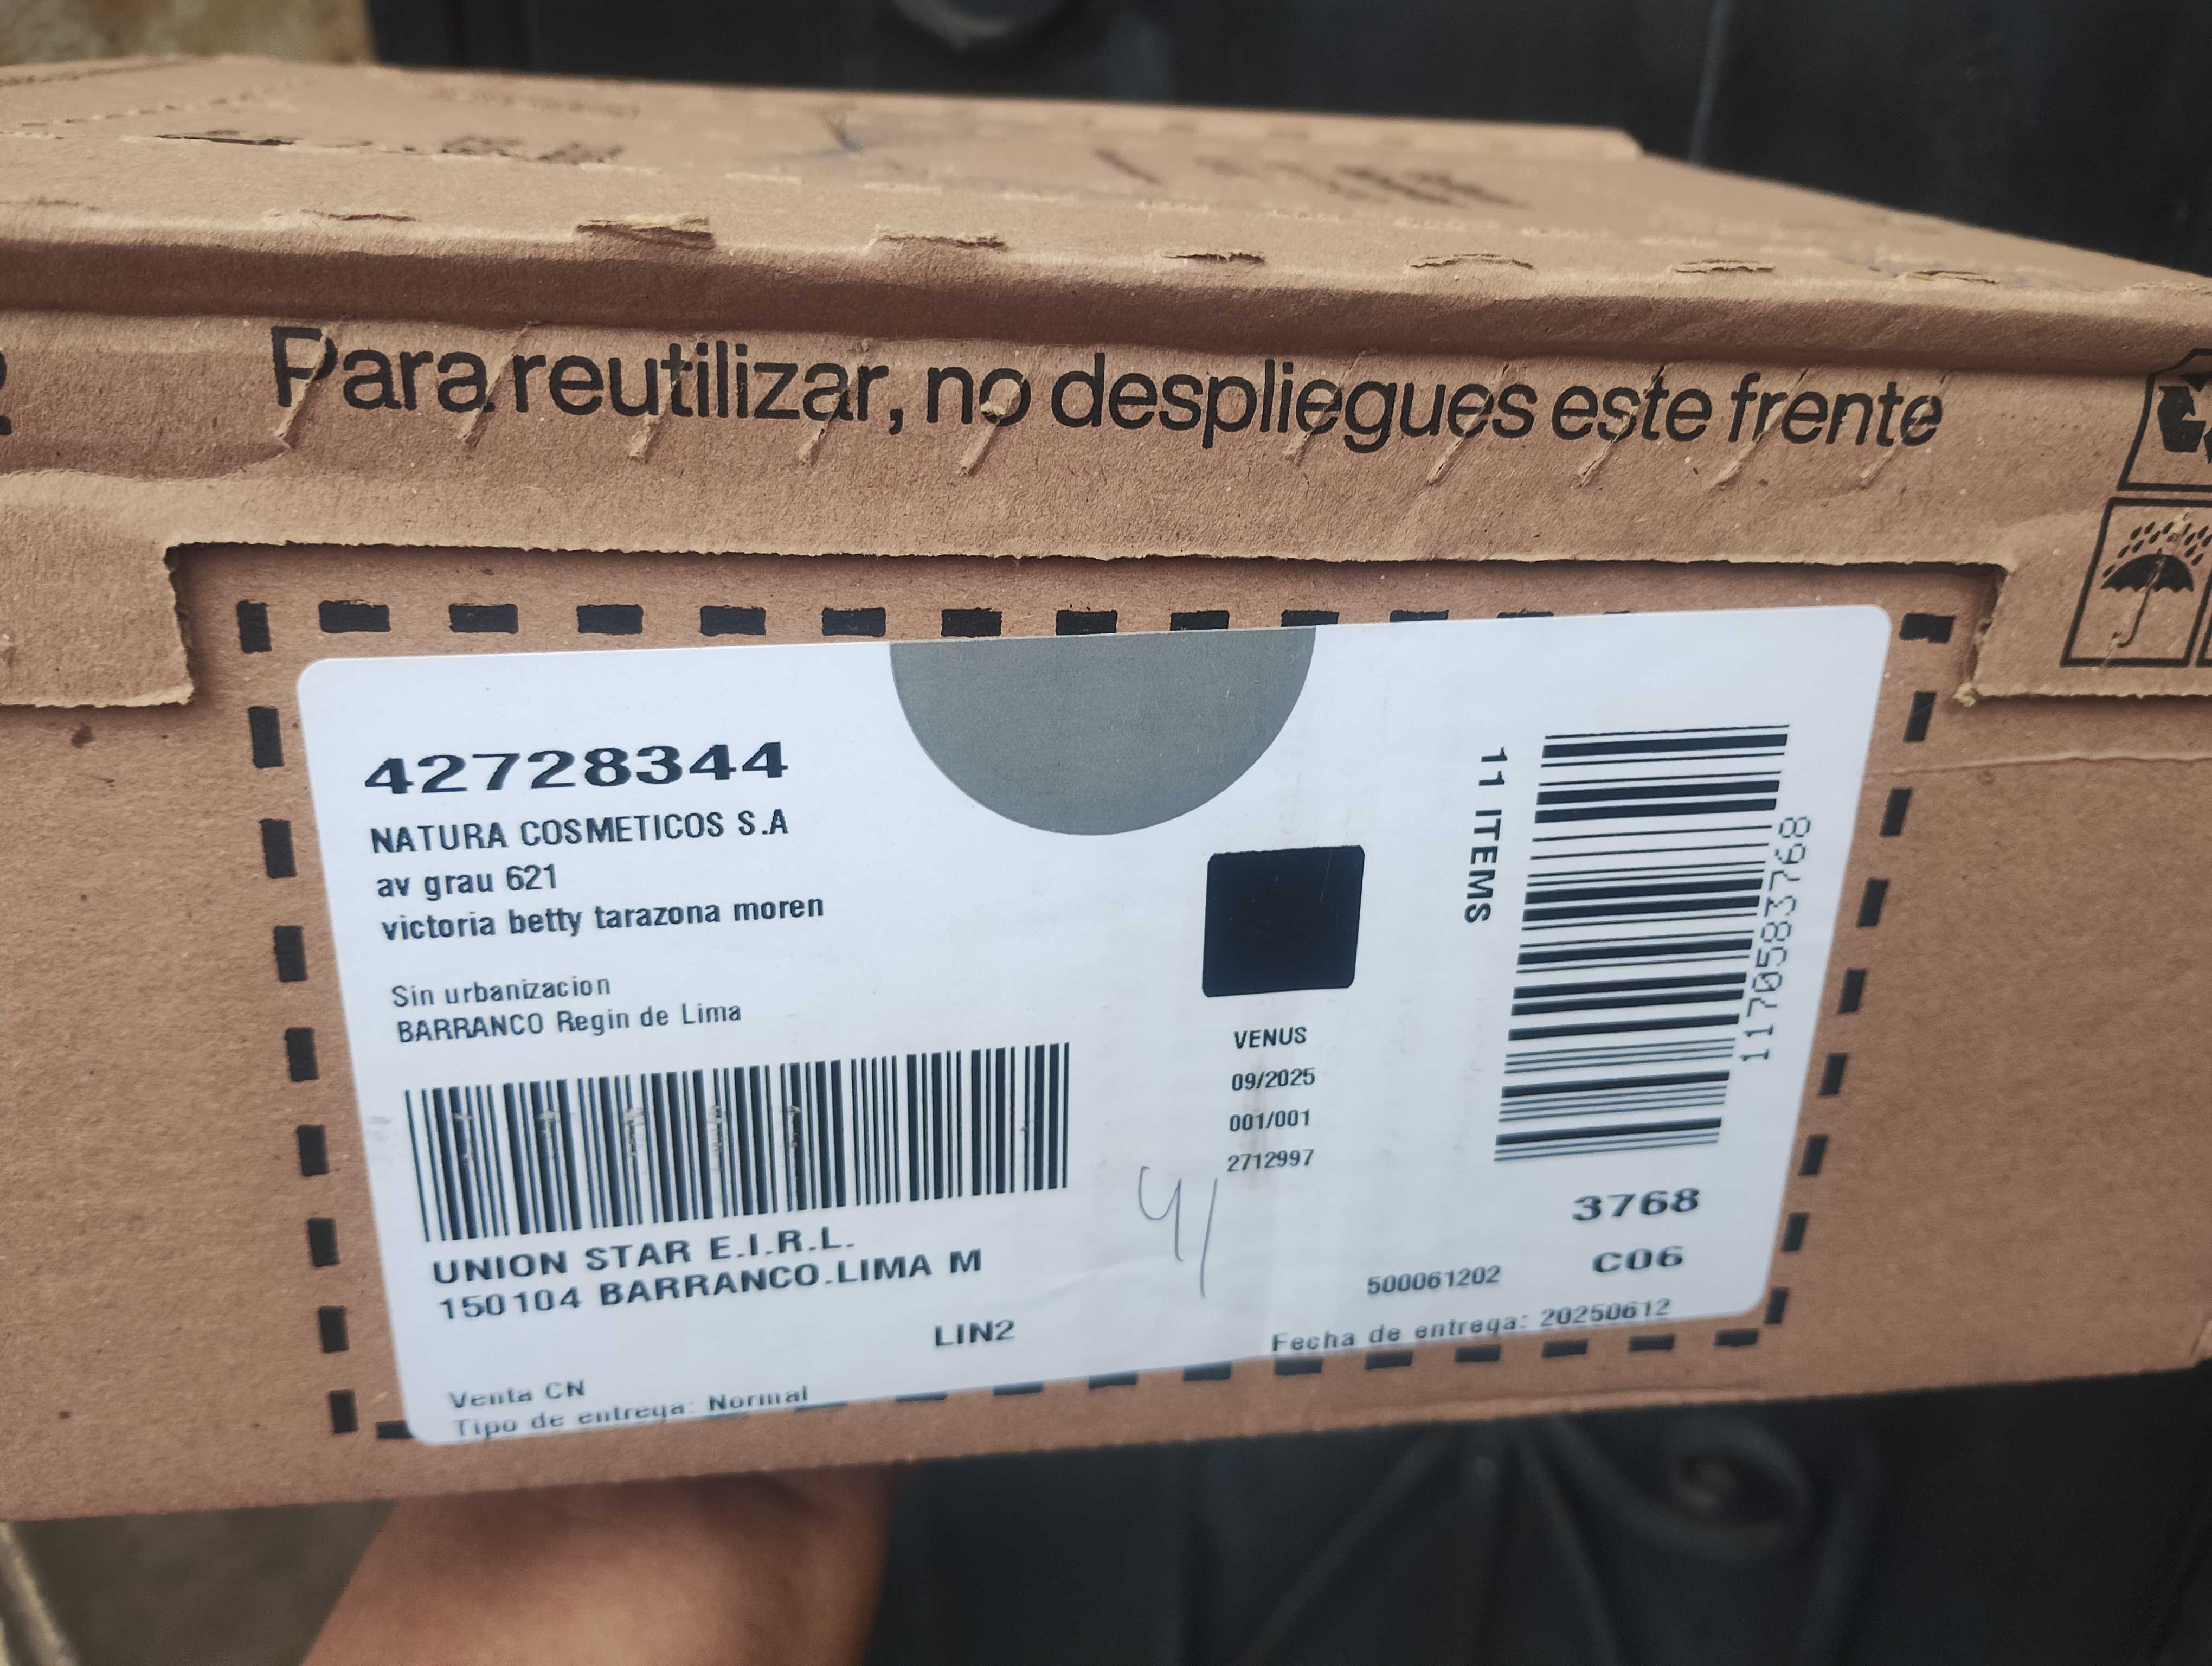 Para reutilizar, no despliegues este frente
42728344
NATURA COSMETICOS S.A
av grau 621
victoria betty tarazona moren
Sin urbanizacion
BARRANCO Regin de Lima
UNION STAR E.I.R.L.
150104 BARRANCO.LIMA M
LIN2
Venta CN
Tipo de entrega: Normal
VENUS
09/2025
001/001
2712997
11 ITEMS
1170583768
3768
C06
500061202
Fecha de entrega: 20250612